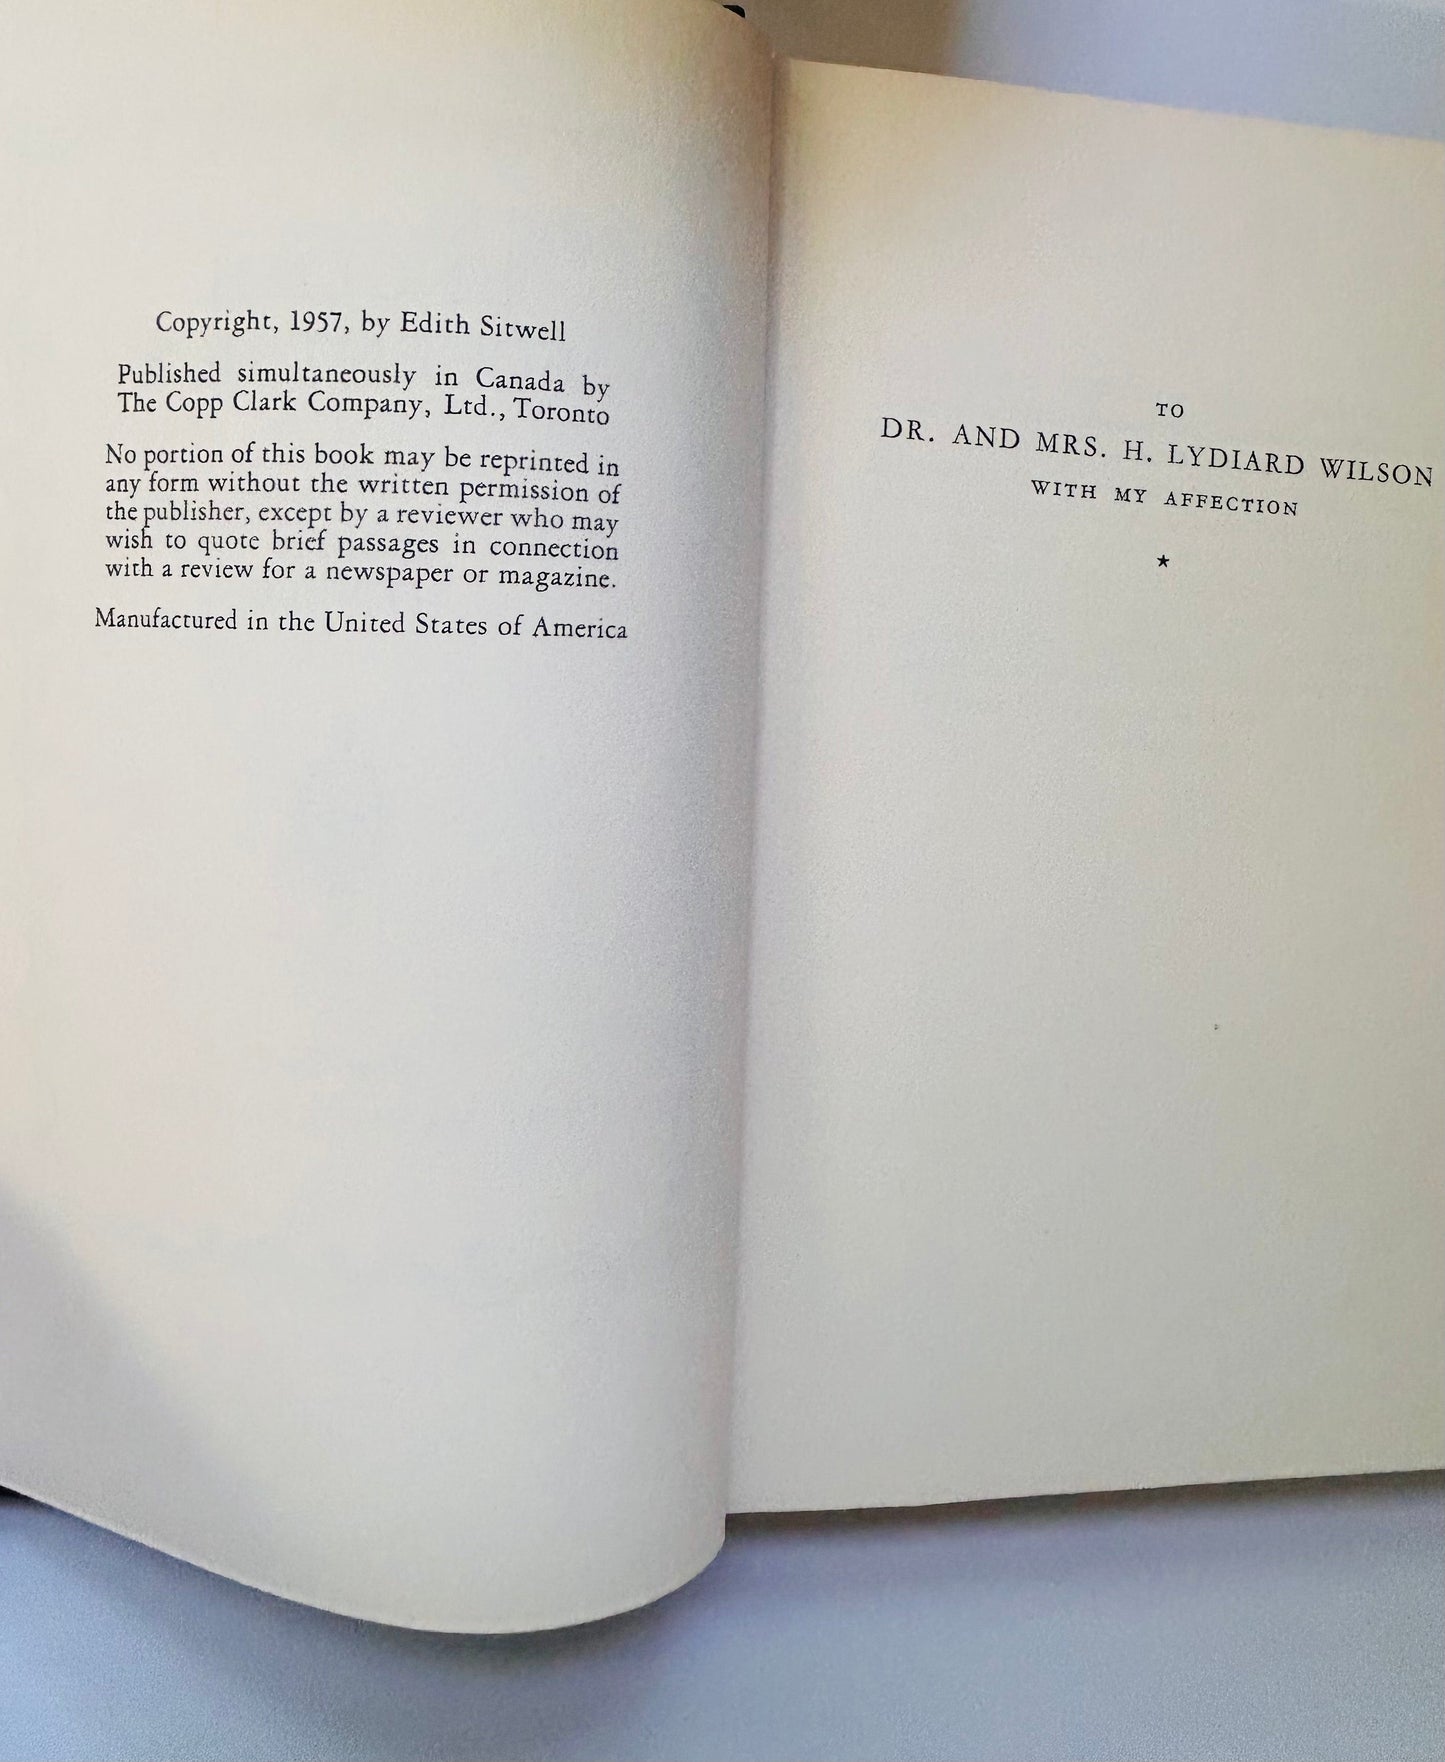 Copyright, 1957, by Edith Sitwell
Published simultaneously in Canada by
The Copp Clark Company, Ltd., Toronto
No portion of this book may be reprinted in
any form without the written permission of
the publisher, except by a reviewer who may
wish to quote brief passages in connection
with a review for a newspaper or magazine.
Manufactured in the United States of America
TO
DR. AND MRS. H. LYDIARD WILSON
WITH MY AFFECTION
★